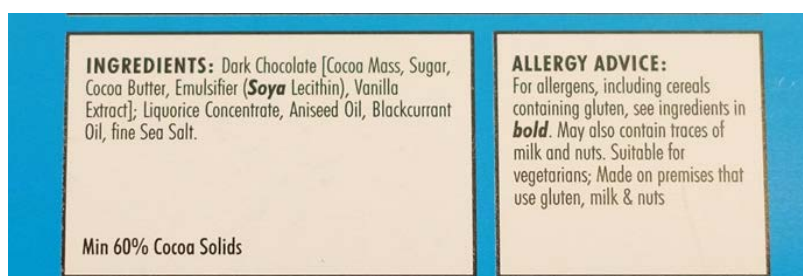 INGREDIENTS: Dark Chocolate [Cocoa Mass, Sugar,
Cocoa Butter, Emulsifier (Soya Lecithin), Vanilla
Extract]; Liquorice Concentrate, Aniseed Oil, Blackcurrant
Oil, fine Sea Salt.
Min 60% Cocoa Solids
ALLERGY ADVICE:
For allergens, including cereals
containing gluten, see ingredients in
bold. May also contain traces of
milk and nuts. Suitable for
vegetarians; Made on premises that
use gluten, milk & nuts